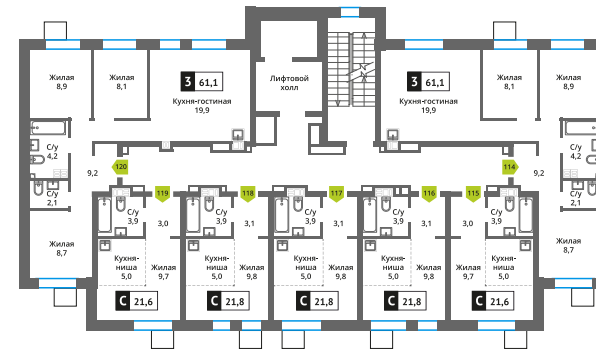 Жилая
8,9
Жилая
8,1
3 61,1
Кухня-гостиная
19,9
Лифтовой
холл
3 61,1
Кухня-гостиная
19,9
Жилая
8,1
Жилая
8,9
С/у
4,2
9,2
120
С/у
2,1
Жилая
8,7
114
9,2
С/у
4,2
С/у
2,1
Жилая
8,7
119
С/у
3,9
3,0
Кухня-
ниша
5,0
Жилая
9,7
С 21,6
118
С/у
3,9
3,1
Кухня-
ниша
5,0
Жилая
9,8
С 21,8
117
С/у
3,9
3,1
Кухня-
ниша
5,0
Жилая
9,8
С 21,8
116
С/у
3,9
3,1
Кухня-
ниша
5,0
Жилая
9,8
С 21,8
115
3,0
С/у
3,9
Жилая
9,7
Кухня-
ниша
5,0
С 21,6